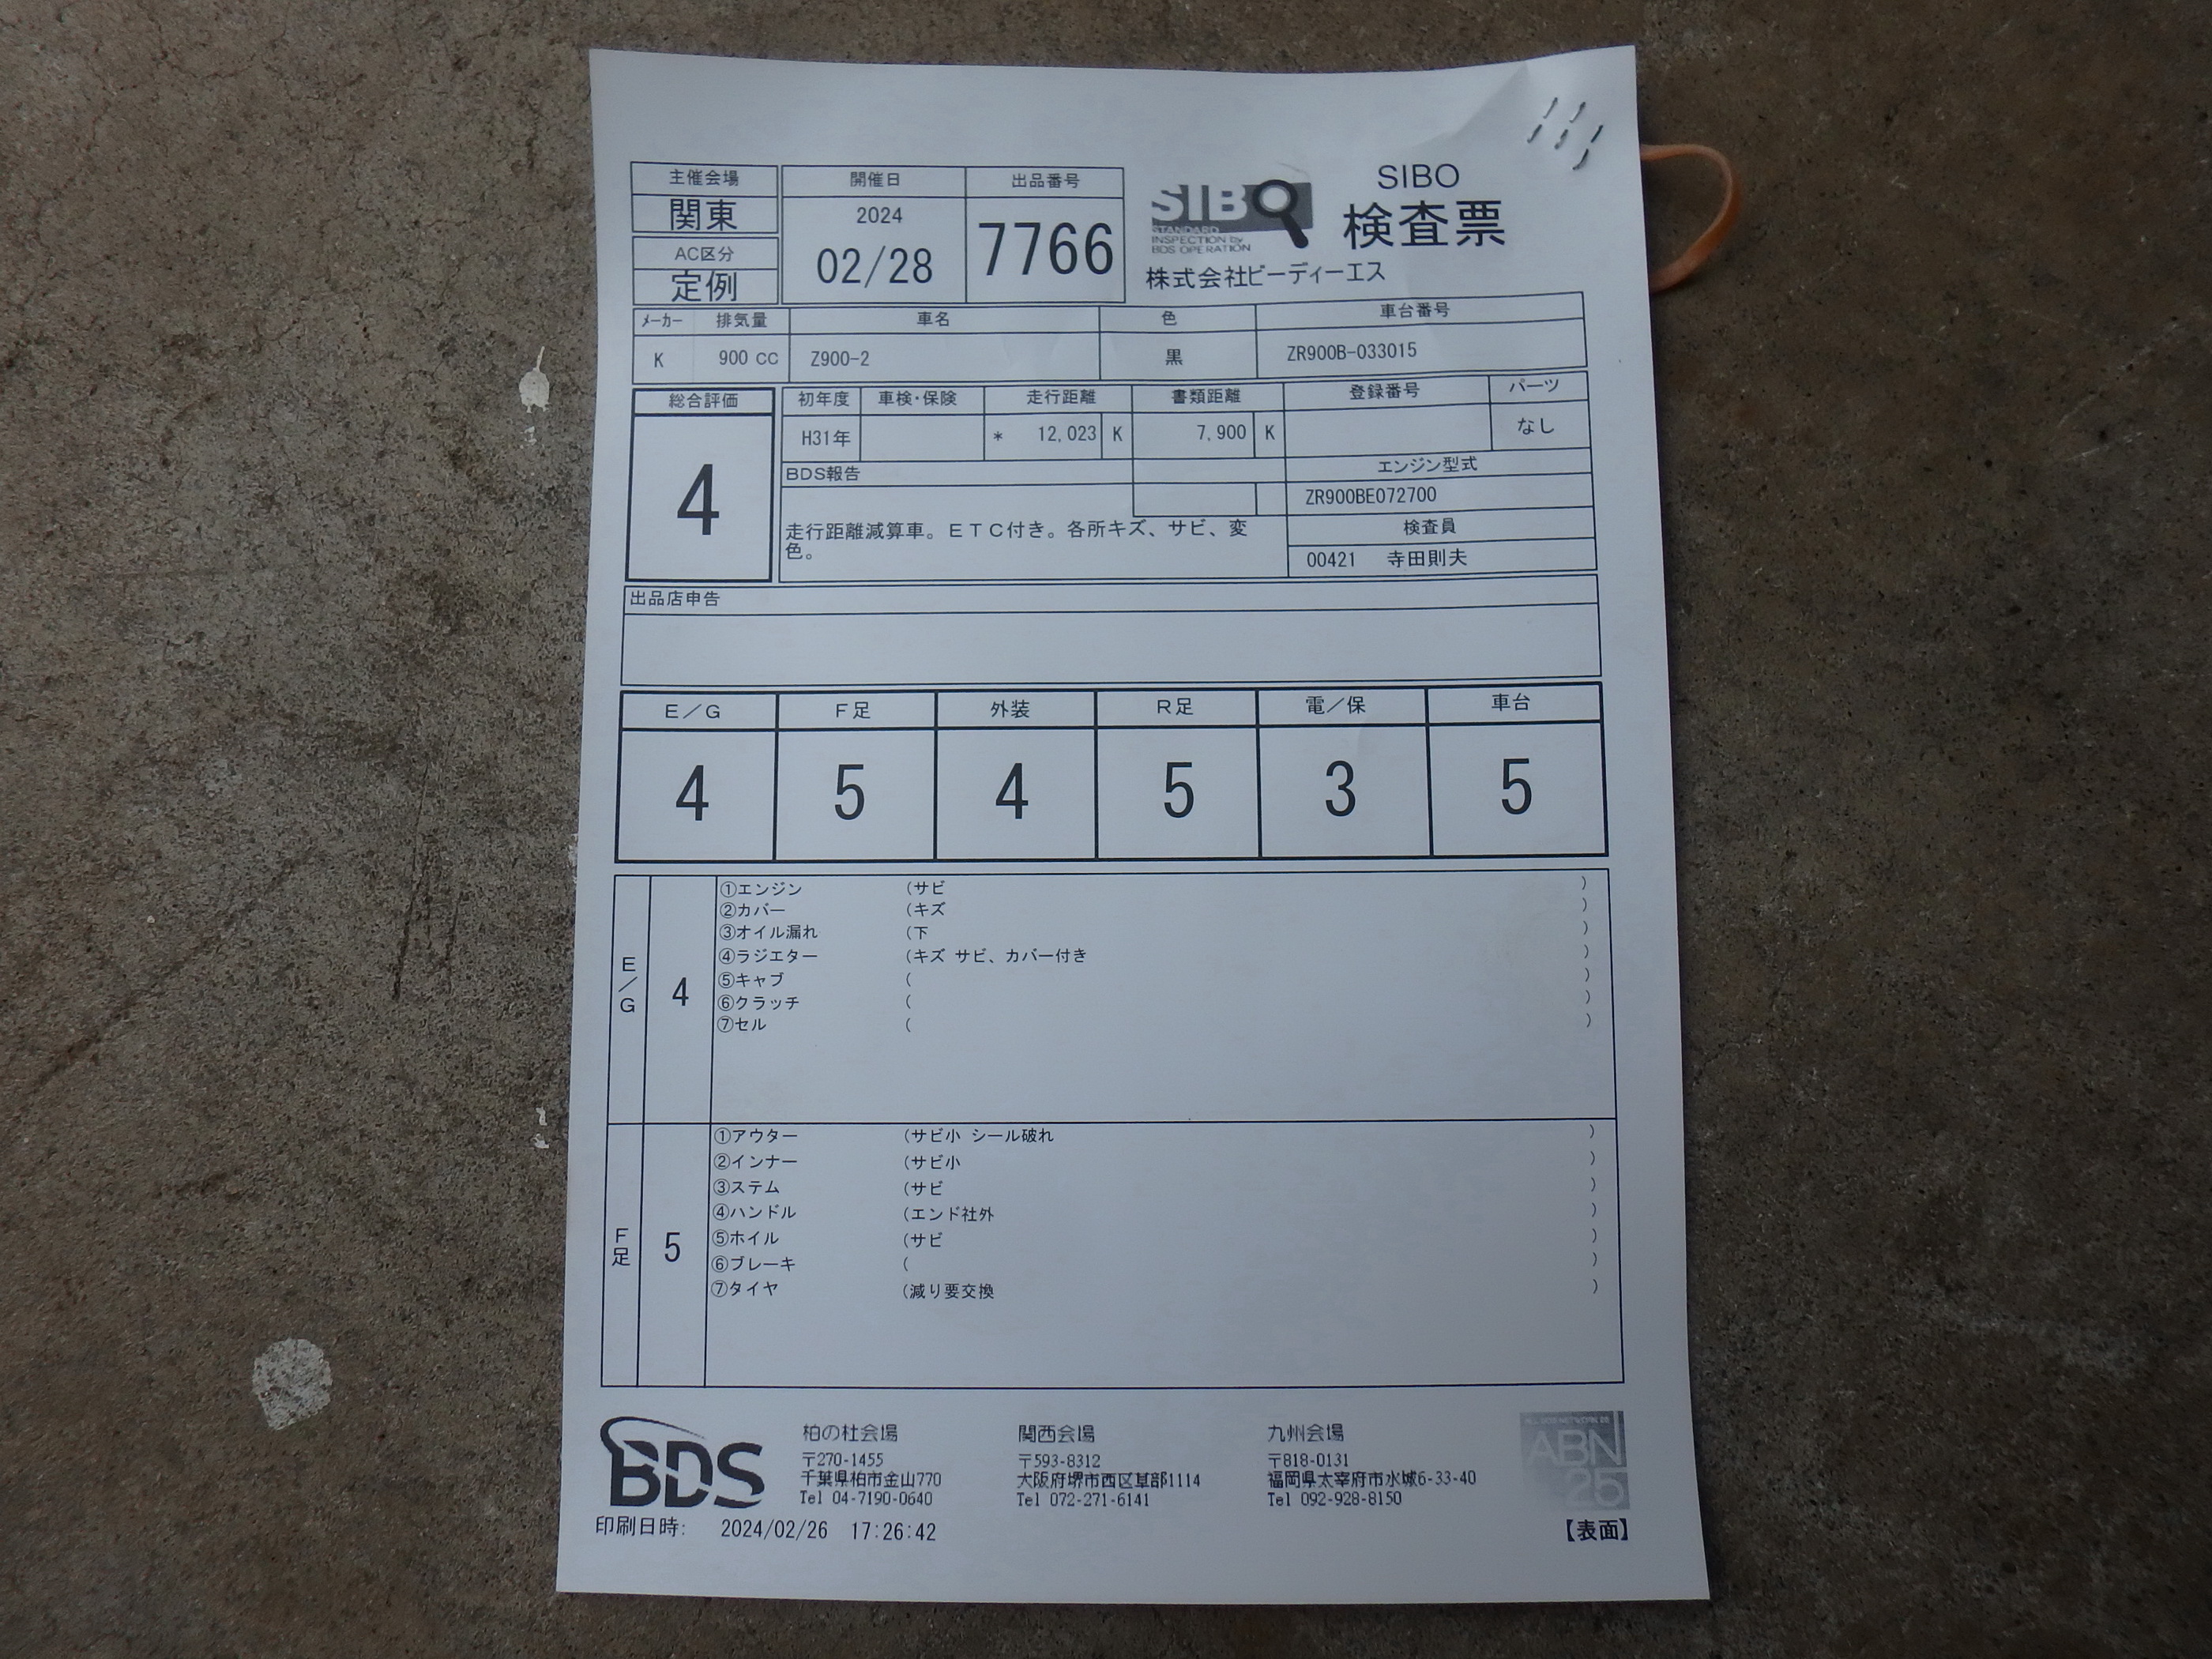 主催会場
関東
AC区分
定例
開催日
2024
02/28
出品番号
7766
SIBO
STANDARD
INSPECTION by
BDS OPERATION
SIBO
検査票
株式会社ビーディーエス
メーカー 排気量 車名 色 車台番号
K 900 cc Z900-2 黒 ZR900B-033015
総合評価
4
初年度 車検・保険 走行距離 書類距離 登録番号 パーツ
H31年 * 12,023 K 7,900 K なし
BDS報告
走行距離減算車。ETC付き。各所キズ、サビ、変
色。
エンジン型式
ZR900BE072700
検査員
00421 寺田則夫
出品店申告
E/G F足 外装 R足 電/保 車台
4 5 4 5 3 5
E/G
4
①エンジン (サビ )
②カバー (キズ )
③オイル漏れ (下 )
④ラジエター (キズ サビ、カバー付き )
⑤キャブ ( )
⑥クラッチ ( )
⑦セル ( )
F足
5
①アウター (サビ小 シール破れ )
②インナー (サビ小 )
③ステム (サビ )
④ハンドル (エンド社外 )
⑤ホイル (サビ )
⑥ブレーキ ( )
⑦タイヤ (減り要交換 )
BDS
柏の杜会場
〒270-1455
千葉県柏市金山770
Tel 04-7190-0640
関西会場
〒593-8312
大阪府堺市西区草部1114
Tel 072-271-6141
九州会場
〒818-0131
福岡県太宰府市水城6-33-40
Tel 092-928-8150
ABN
25
印刷日時: 2024/02/26 17:26:42
【表面】